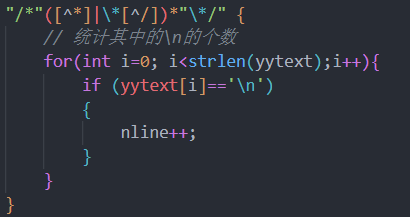 "/*"([^*]|\*[^/])*"\*/" {
// 统计其中的\n的个数
for(int i=0; i<strlen(yytext);i++){
if (yytext[i]=='\n')
{
nline++;
}
}
}